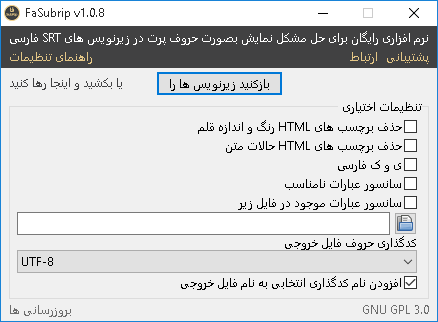 FaSubrip v1.0.8
نرم افزاری رایگان برای حل مشکل نمایش بصورت حروف پرت در زیرنویس های SRT فارسی
پشتیبانی ارتباط راهنمای تنظیمات
بازکنید زیرنویس ها را یا بکشید و اینجا رها کنید
تنظیمات اختیاری
حذف برچسب های HTML رنگ و اندازه قلم
حذف برچسب های HTML حالات متن
ی و ک فارسی
سانسور عبارات نامناسب
سانسور عبارات موجود در فایل زیر
کدگذاری حروف فایل خروجی
UTF-8
افزودن نام کدگذاری انتخابی به نام فایل خروجی
GNU GPL 3.0 بروزرسانی ها